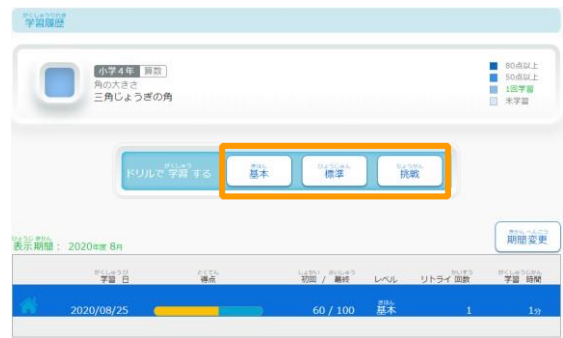 学習履歴
小学4年 算数
角の大きさ
三角じょうぎの角
80点以上
50点以上
1回学習
未学習
ドリルで 学習 する
基本 標準 挑戦
表示期間: 2020年度 8月
期間変更
学習 日 得点 初回 / 最終 レベル リトライ 回数 学習 時間
2020/08/25 60 / 100 基本 1 1分